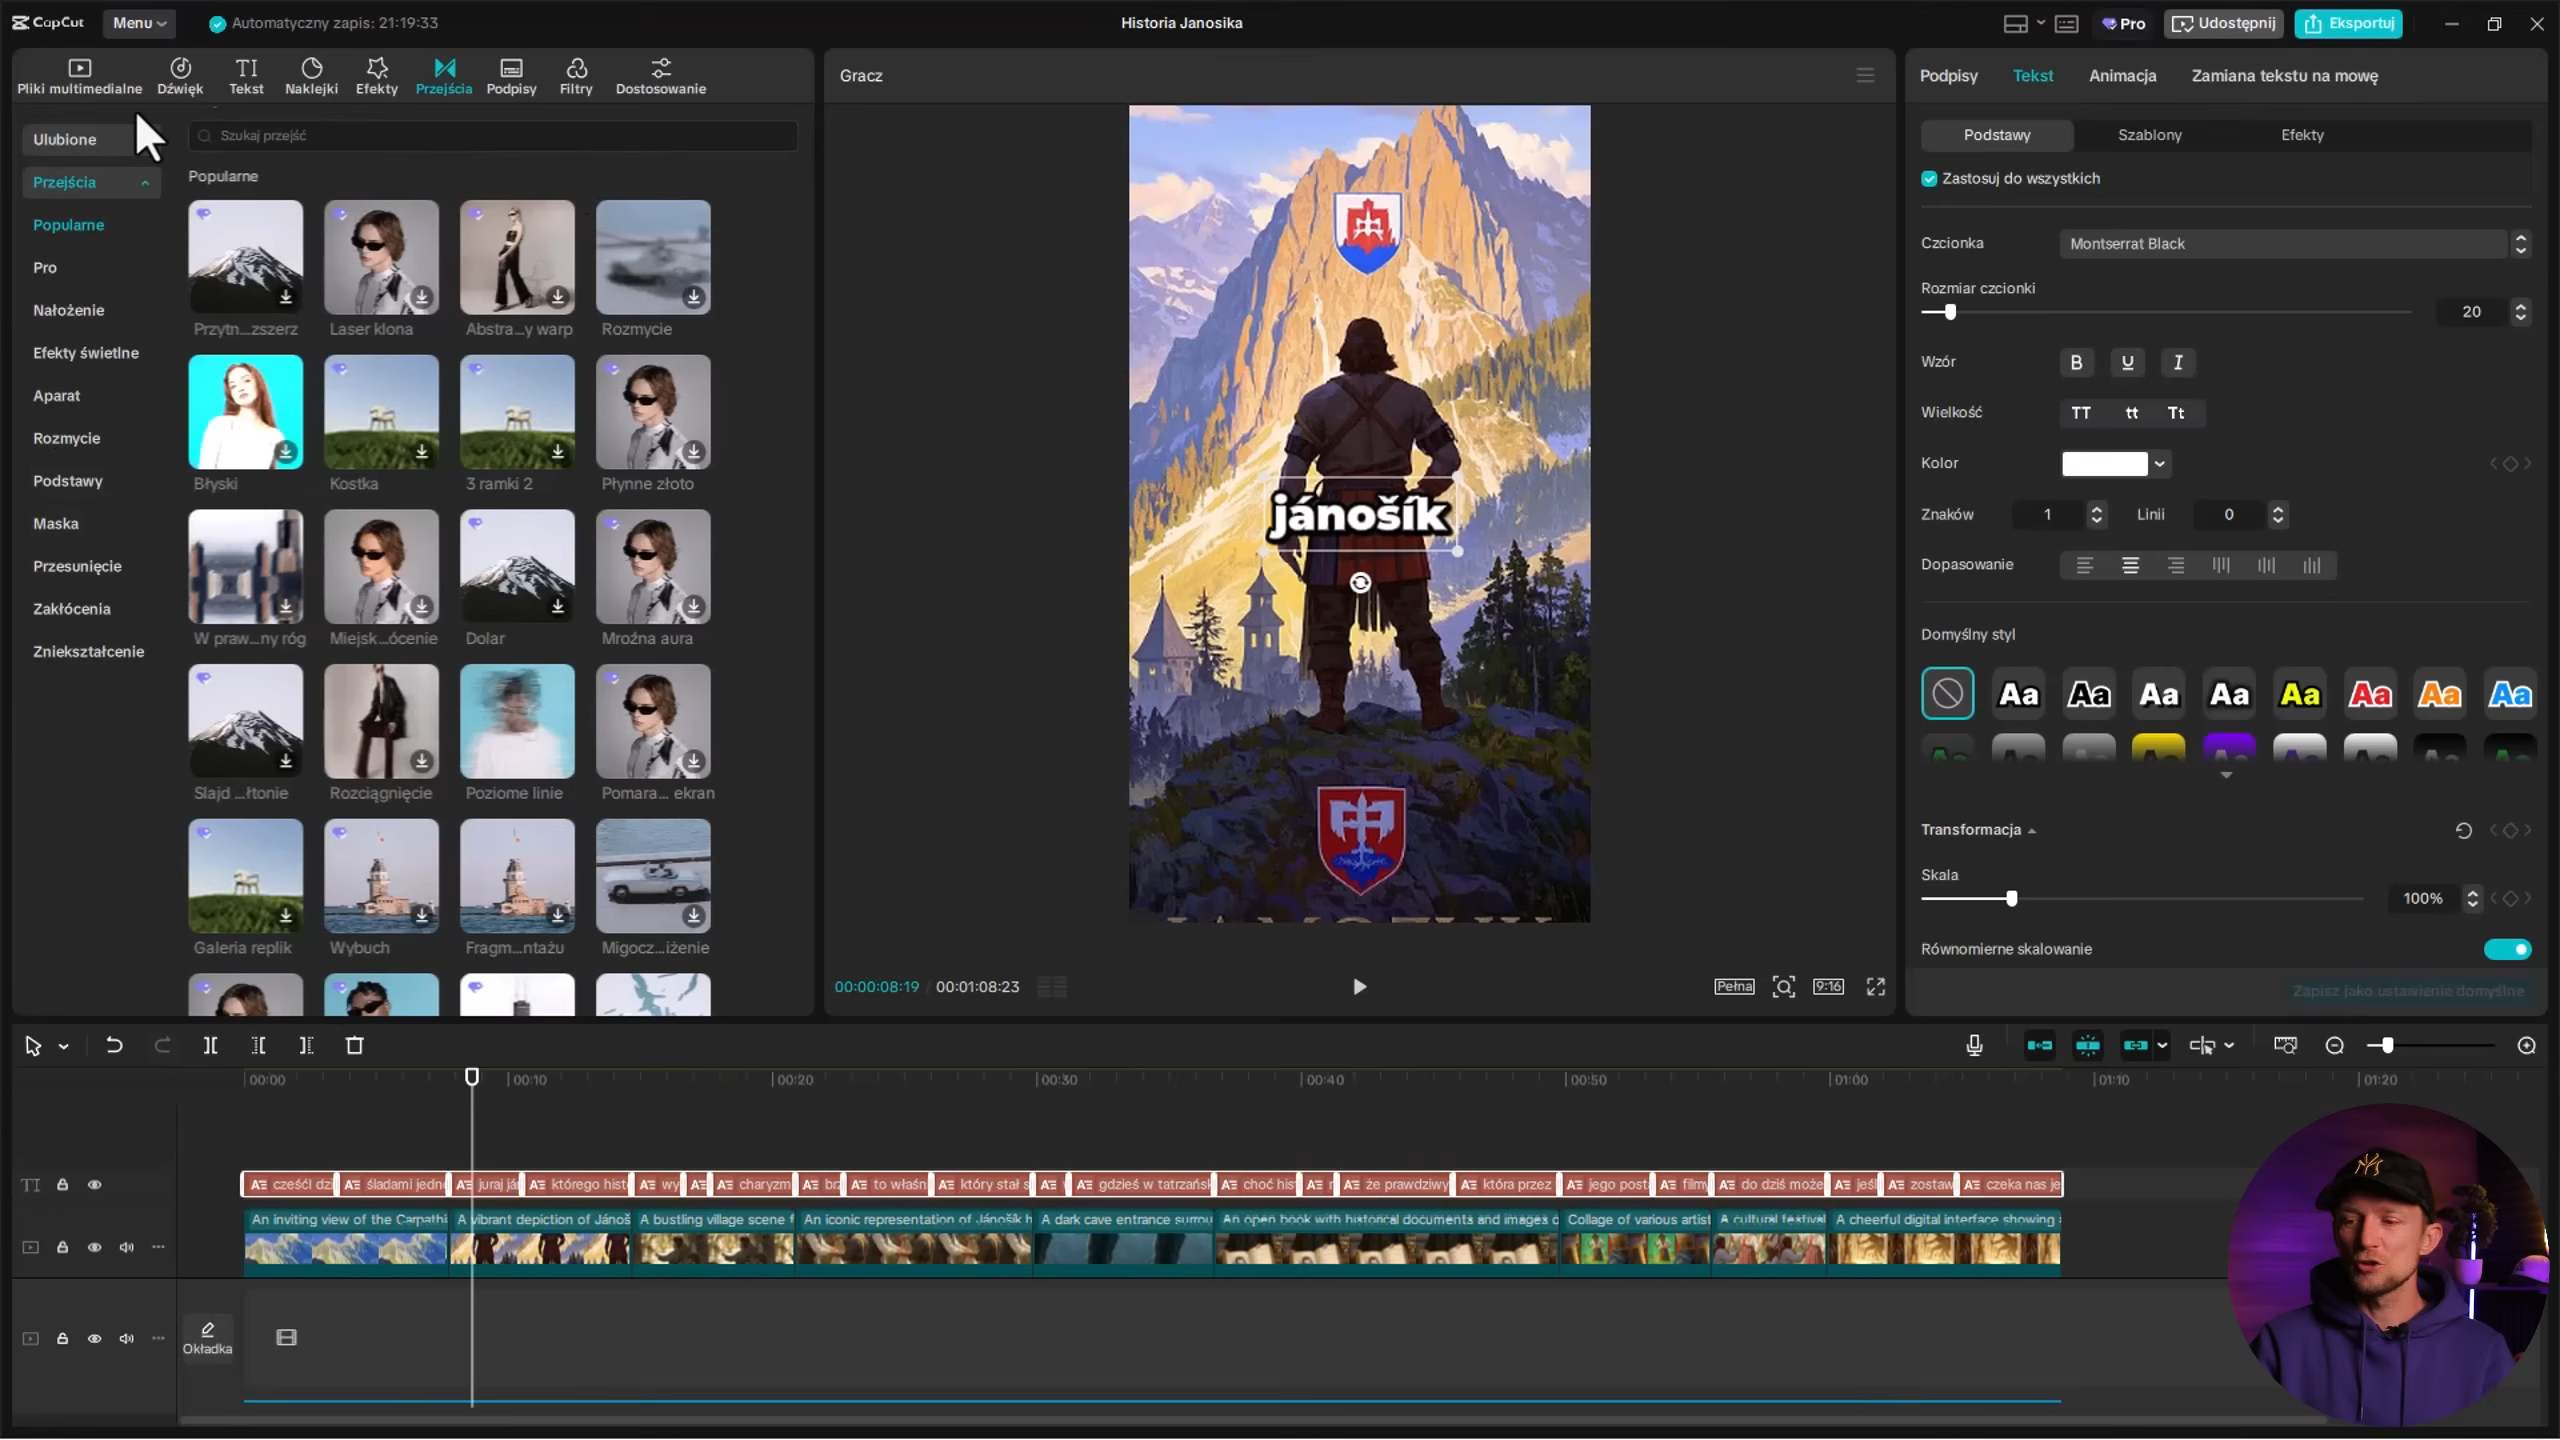 CapCut
Menu
Automatyczny zapis: 21:19:33
Historia Janosika
Pro
Udostępnij
Eksportuj
Pliki multimedialne
Dźwięk
Tekst
Naklejki
Efekty
Przejścia
Podpisy
Filtry
Dostosowanie
Ulubione
Przejścia
Popularne
Pro
Nałożenie
Efekty świetlne
Aparat
Rozmycie
Podstawy
Maska
Przesunięcie
Zakłócenia
Zniekształcenie
Szukaj przejść
Popularne
Przytn...zszerz
Laser klona
Abstra...y warp
Rozmycie
Błyski
Kostka
3 ramki 2
Płynne złoto
W praw...ny róg
Miejsk...ócenie
Dolar
Mroźna aura
Slajd ...łtonie
Rozciągnięcie
Poziome linie
Pomara... ekran
Galeria replik
Wybuch
Fragm...ntażu
Migocz...iżenie
Gracz
jánošík
00:00:08:19 / 00:01:08:23
Pełna
9:16
Podpisy
Tekst
Animacja
Zamiana tekstu na mowę
Podstawy
Szablony
Efekty
Zastosuj do wszystkich
Czcionka
Montserrat Black
Rozmiar czcionki
20
Wzór
B U I
Wielkość
TT tt Tt
Kolor
Znaków
1
Linii
0
Dopasowanie
Domyślny styl
Aa Aa Aa Aa Aa Aa Aa Aa
Transformacja
Skala
100%
Równomierne skalowanie
Zapisz jako ustawienie domyślne
00:00 00:10 00:20 00:30 00:40 00:50 01:00 01:10 01:20
TI
cześć! dzi
śladami jedn
juraj já
którego hist
wy
charyzm
brz
to właśn
który stał s
gdzieś w tatrzańsk
choć his
że prawdziwy
która przez
jego posta
filmy
do dziś może
jeśl
zostaw
czeka nas je
An inviting view of the Carpathi
A vibrant depiction of Jánoš
A bustling village scene f
An iconic representation of Jánošík h
A dark cave entrance surrou
An open book with historical documents and images o
Collage of various artist
A cultural festival
A cheerful digital interface showing
Okładka